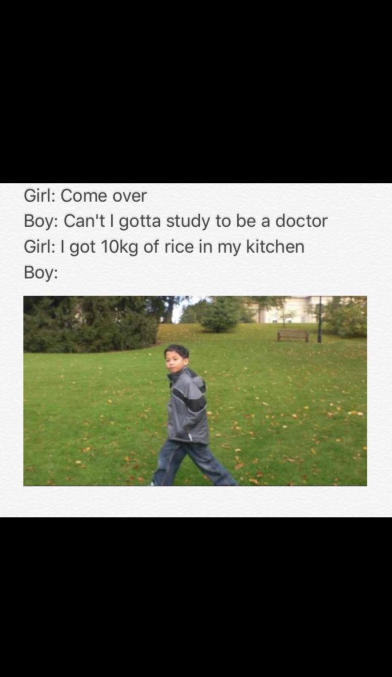 Girl: Come over
Boy: Can't I gotta study to be a doctor
Girl: I got 10kg of rice in my kitchen
Boy: